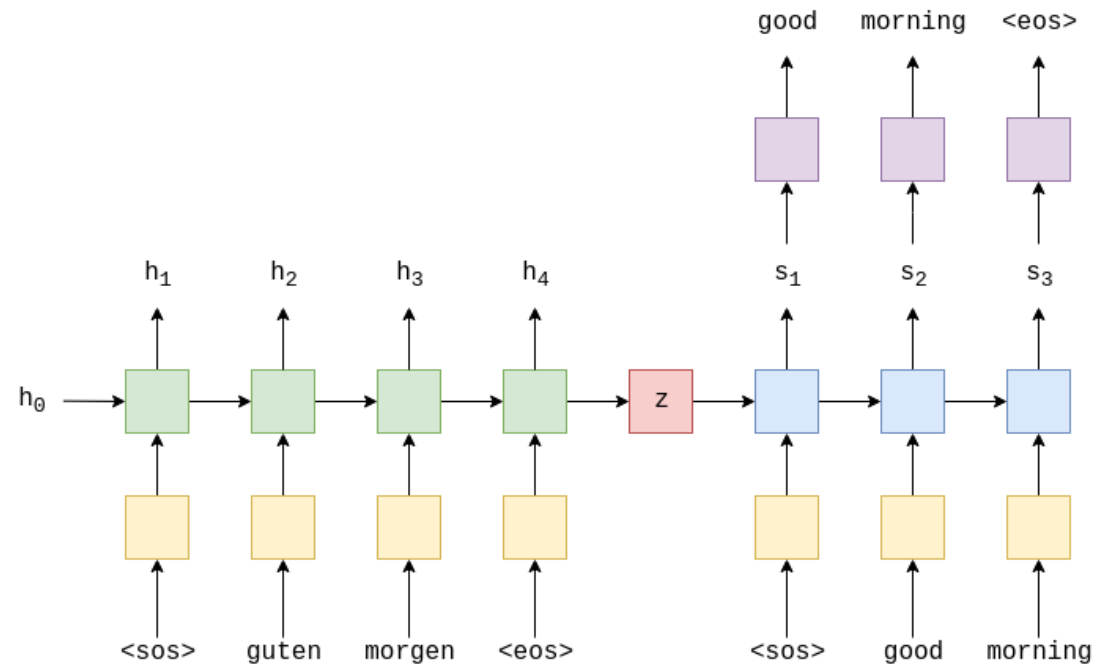 good morning <eos>
h₁ h₂ h₃ h₄ s₁ s₂ s₃
h₀ z
<sos> guten morgen <eos> <sos> good morning